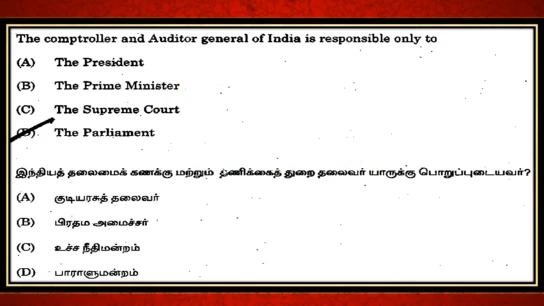 The comptroller and Auditor general of India is responsible only to
(A) The President
(B) The Prime Minister
(C) The Supreme Court
(D). The Parliament
இந்தியத் தலைமைக் கணக்கு மற்றும் தணிக்கைத் துறை தலைவர் யாருக்கு பொறுப்புடையவர்?
(A) குடியரசுத் தலைவர்
(B) பிரதம அமைச்சர்
(C) உச்ச நீதிமன்றம்
(D) பாராளுமன்றம்